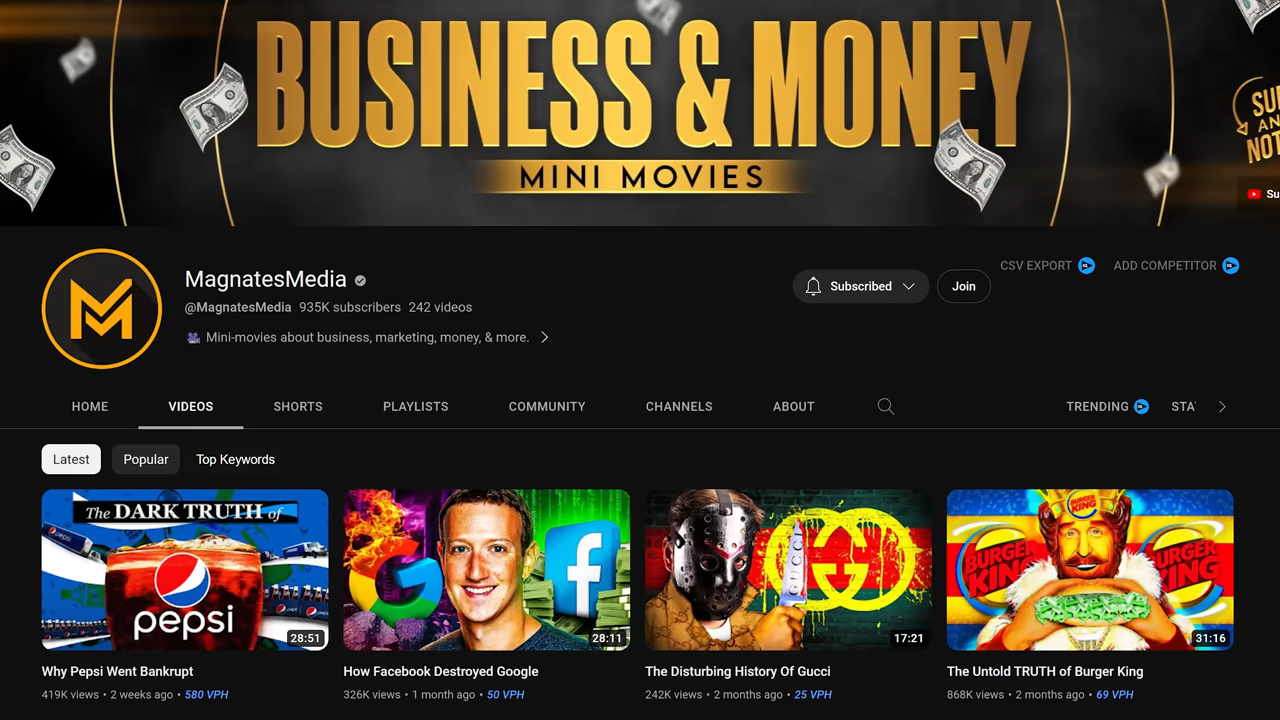 BUSINESS & MONEY
MINI MOVIES
MagnatesMedia
@MagnatesMedia 935K subscribers 242 videos
Mini-movies about business, marketing, money, & more.
Subscribed
Join
CSV EXPORT
ADD COMPETITOR
HOME VIDEOS SHORTS PLAYLISTS COMMUNITY CHANNELS ABOUT TRENDING STA
Latest Popular Top Keywords
The DARK TRUTH of
pepsi
28:51
28:11
GUCCI
17:21
BURGER KING
BURGER KING
BURGER KING
31:16
Why Pepsi Went Bankrupt
419K views • 2 weeks ago • 580 VPH
How Facebook Destroyed Google
326K views • 1 month ago • 50 VPH
The Disturbing History Of Gucci
242K views • 2 months ago • 25 VPH
The Untold TRUTH of Burger King
868K views • 2 months ago • 69 VPH